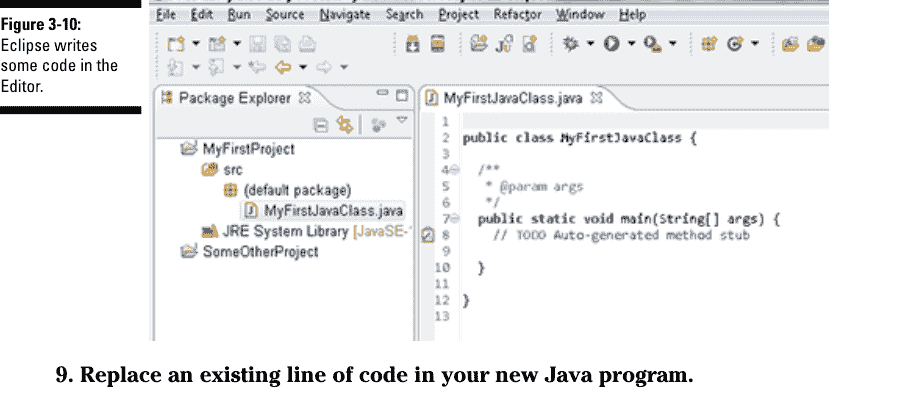 Figure 3-10:
Eclipse writes
some code in the
Editor.
File Edit Run Source Navigate Search Project Refactor Window Help
Package Explorer
MyFirstProject
src
(default package)
MyFirstJavaClass.java
JRE System Library [JavaSE-
SomeOtherProject
MyFirstJavaClass.java
1
2 public class MyFirstJavaClass {
3
4 /**
5 * @param args
6 */
7 public static void main(String[] args) {
8 // TODO Auto-generated method stub
9
10 }
11
12 }
13
9. Replace an existing line of code in your new Java program.